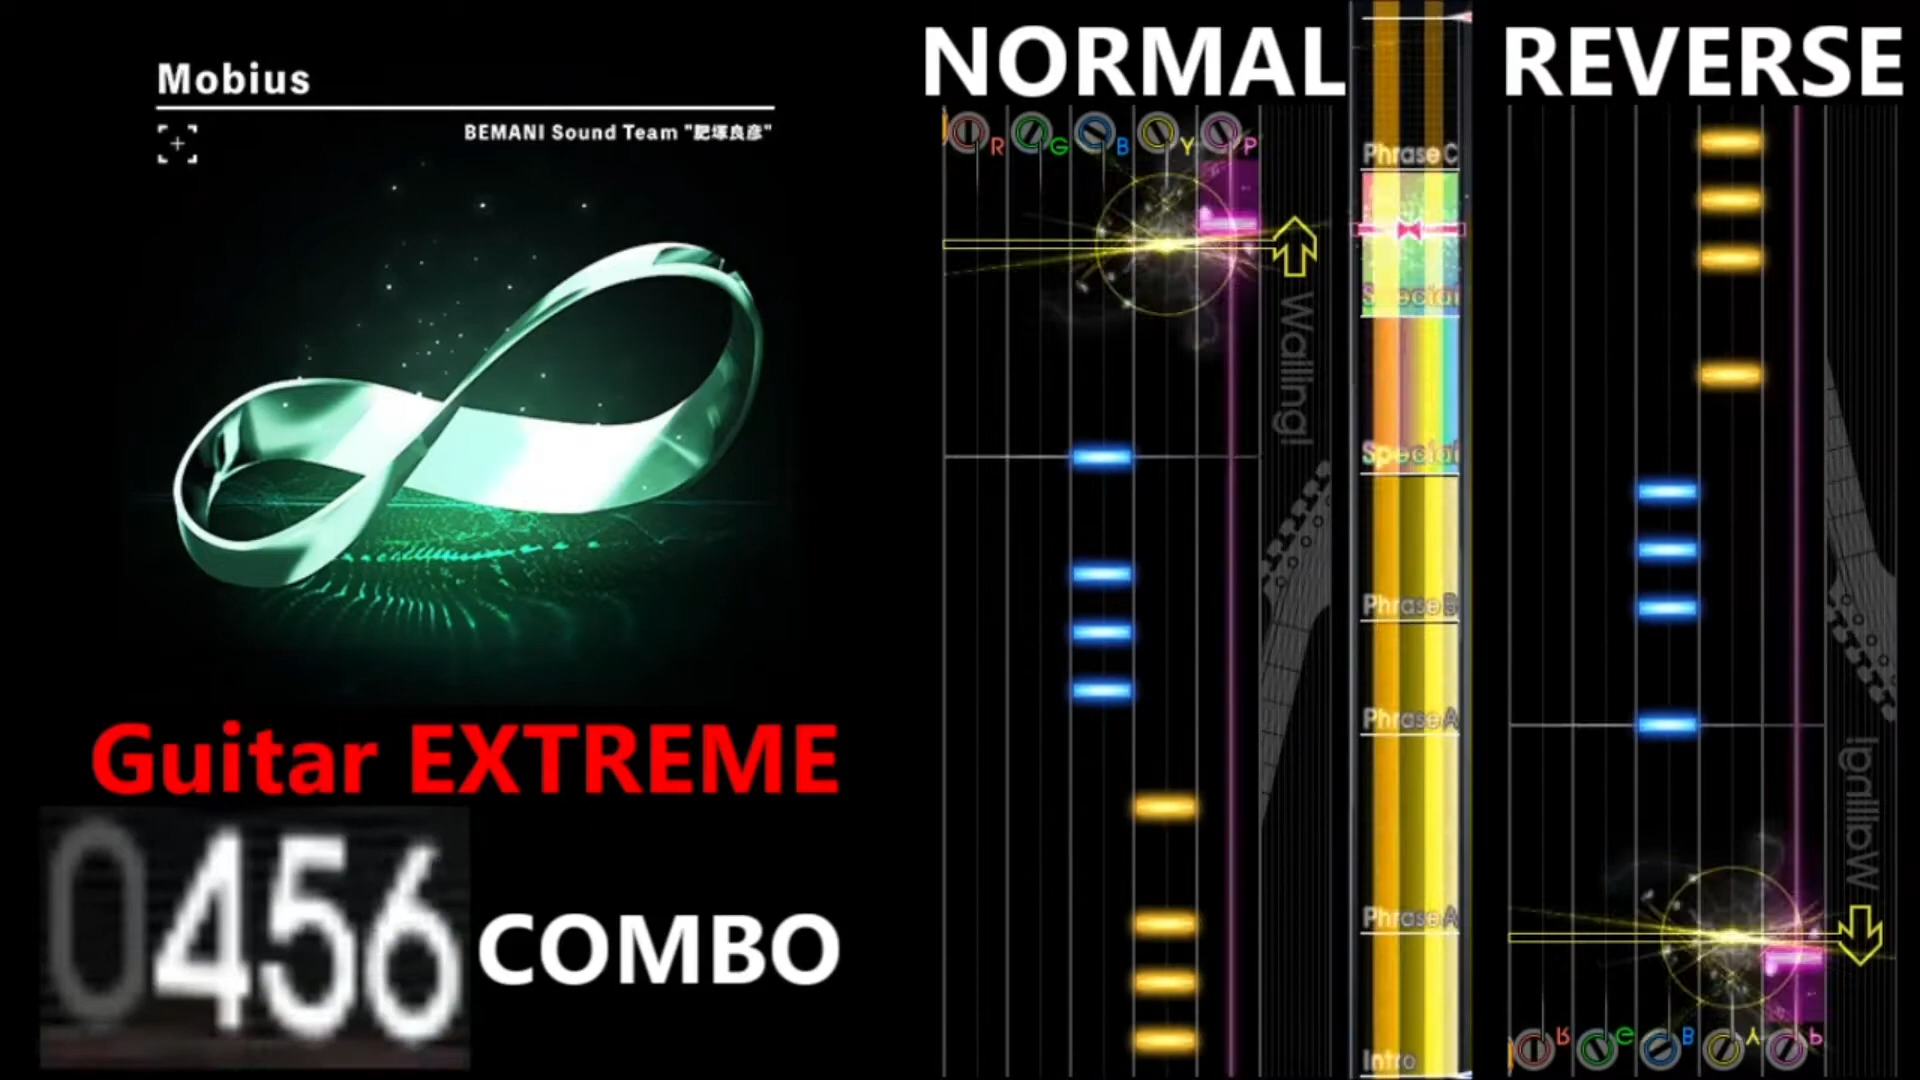 Mobius
BEMANI Sound Team "肥塚良彦"
Guitar EXTREME
0456 COMBO
NORMAL
R G B Y P
Wailing!
Phrase C
Special
Special
Phrase B
Phrase A
Phrase A
Intro
REVERSE
Wailing!
R G B Y P